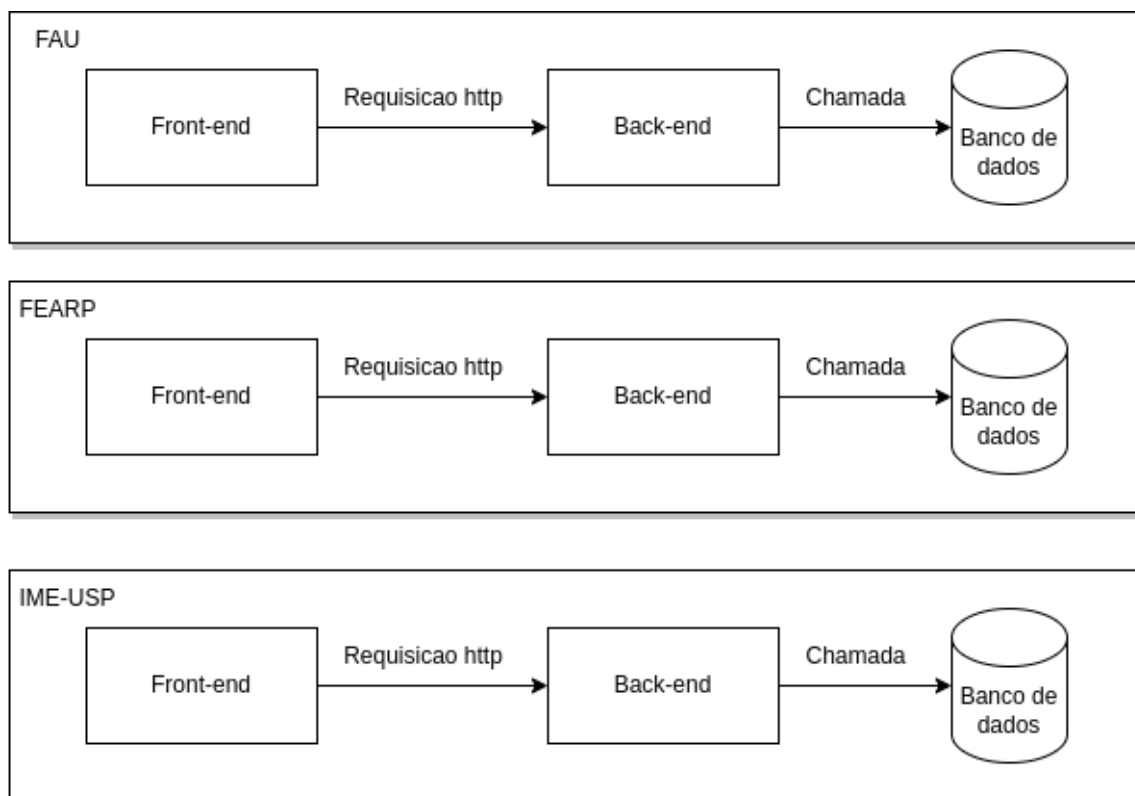 FAU
Requisicao http
Chamada
Front-end
Back-end
Banco de
dados
FEARP
Requisicao http
Chamada
Front-end
Back-end
Banco de
dados
IME-USP
Requisicao http
Chamada
Front-end
Back-end
Banco de
dados